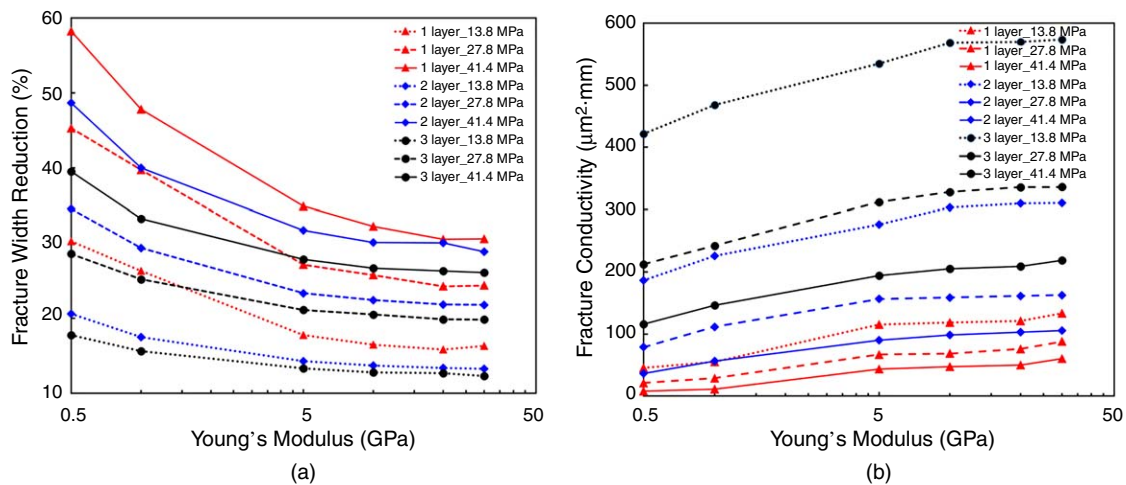 60
50
40
30
20
10
0.5
5
50
Fracture Width Reduction (%)
Young's Modulus (GPa)
1 layer_13.8 MPa
1 layer_27.8 MPa
1 layer_41.4 MPa
2 layer_13.8 MPa
2 layer_27.8 MPa
2 layer_41.4 MPa
3 layer_13.8 MPa
3 layer_27.8 MPa
3 layer_41.4 MPa
(a)
600
500
400
300
200
100
0
0.5
5
50
Fracture Conductivity (μm²·mm)
Young's Modulus (GPa)
1 layer_13.8 MPa
1 layer_27.8 MPa
1 layer_41.4 MPa
2 layer_13.8 MPa
2 layer_27.8 MPa
2 layer_41.4 MPa
3 layer_13.8 MPa
3 layer_27.8 MPa
3 layer_41.4 MPa
(b)